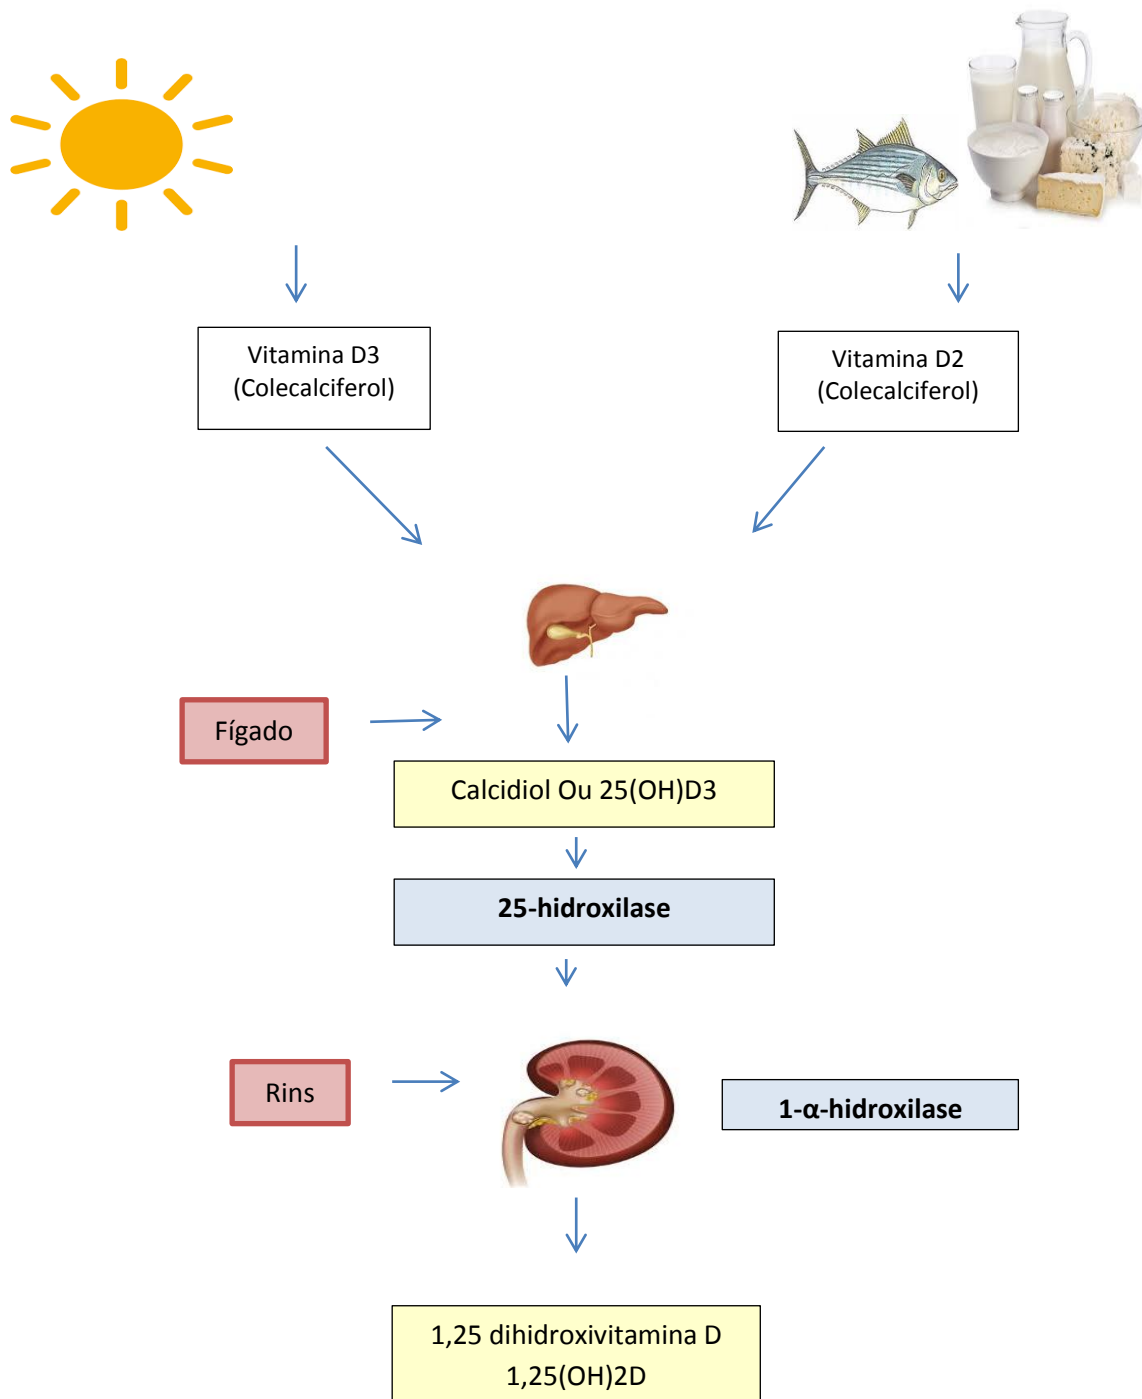 Vitamina D3
(Colecalciferol)
Vitamina D2
(Colecalciferol)
Fígado
Calcidiol Ou 25(OH)D3
25-hidroxilase
Rins
1-α-hidroxilase
1,25 dihidroxivitamina D
1,25(OH)2D